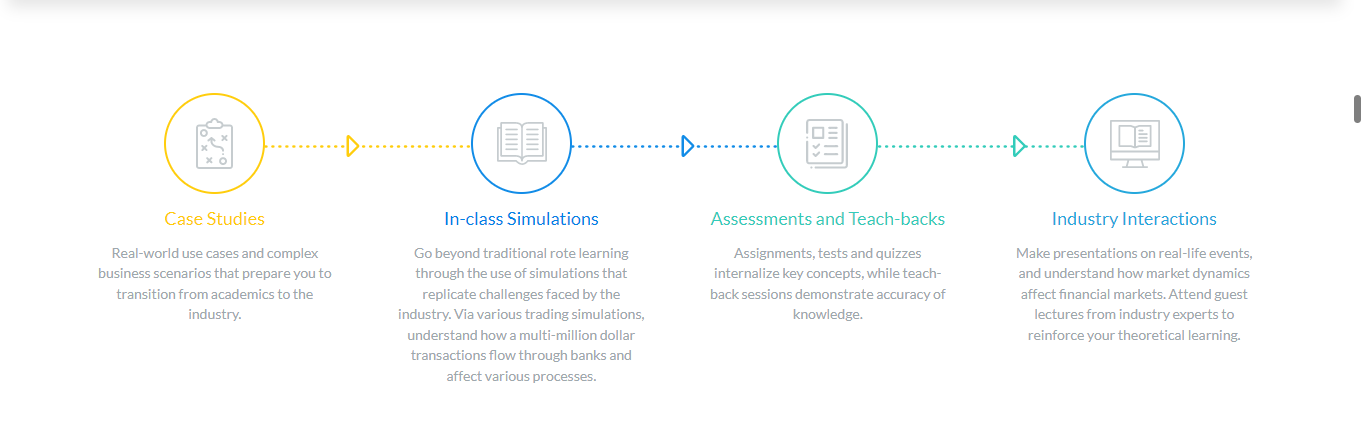 Case Studies
Real-world use cases and complex
business scenarios that prepare you to
transition from academics to the
industry.
In-class Simulations
Go beyond traditional rote learning
through the use of simulations that
replicate challenges faced by the
industry. Via various trading simulations,
understand how a multi-million dollar
transactions flow through banks and
affect various processes.
Assessments and Teach-backs
Assignments, tests and quizzes
internalize key concepts, while teach-
back sessions demonstrate accuracy of
knowledge.
Industry Interactions
Make presentations on real-life events,
and understand how market dynamics
affect financial markets. Attend guest
lectures from industry experts to
reinforce your theoretical learning.